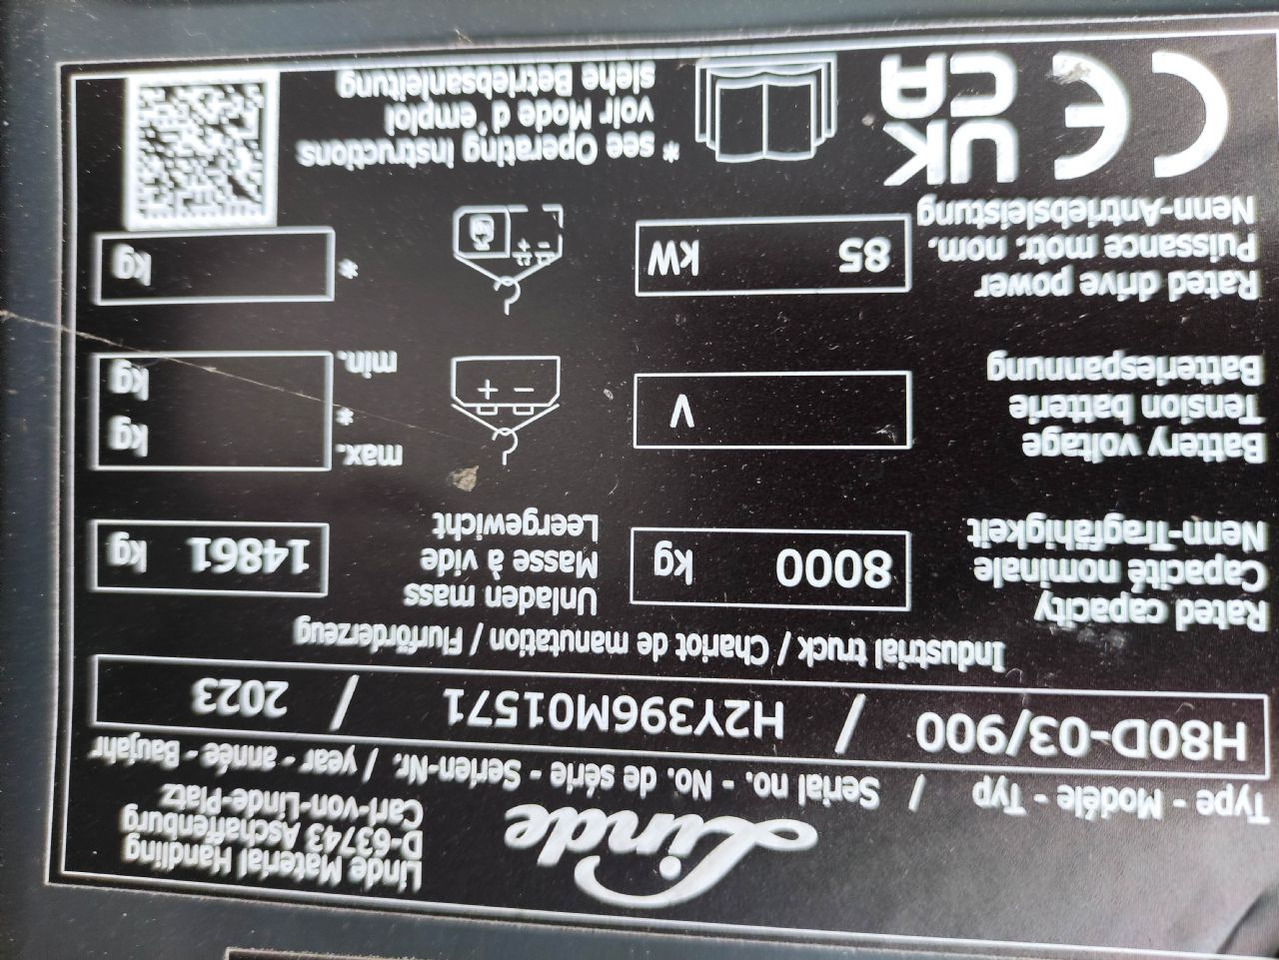 Linde
Linde Material Handling
D-63743 Aschaffenburg
Carl-von-Linde-Platz
Type - Modéle - Typ / Serial no. - No. de série - Serien-Nr. / year - année - Baujahr
H80D-03/900 / H2Y396M01571 / 2023
Industrial truck / Chariot de manutation / Flurförderzeug
Rated capacity
Capacité nominale
Nenn-Tragfähigkeit
8000 kg
Unladen mass
Masse à vide
Leergewicht
14861 kg
Battery voltage
Tension batterie
Batteriespannung
V
max. kg
*
min. kg
Rated drive power
Puissance motr. nom.
Nenn-Antriebsleistung
85 kW
* kg
CE
UK
CA
* see Operating Instructions
voir Mode d'emploi
siehe Betriebsanleitung